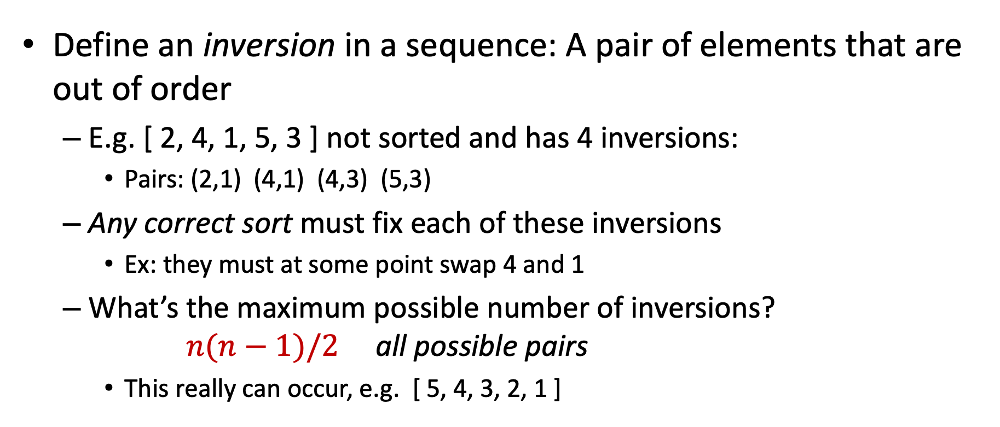 • Define an inversion in a sequence: A pair of elements that are
out of order
– E.g. [ 2, 4, 1, 5, 3 ] not sorted and has 4 inversions:
• Pairs: (2,1)  (4,1)  (4,3)  (5,3)
– Any correct sort must fix each of these inversions
• Ex: they must at some point swap 4 and 1
– What’s the maximum possible number of inversions?
n(n − 1)/2 all possible pairs
• This really can occur, e.g.  [ 5, 4, 3, 2, 1 ]